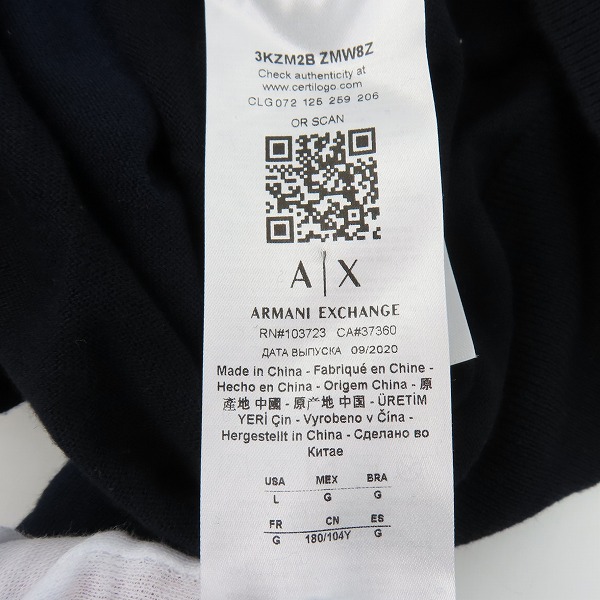 3KZM2B ZMW8Z
Check authenticity at
www.certilogo.com
CLG 072 125 259 206
OR SCAN
A|X
ARMANI EXCHANGE
RN#103723 CA#37360
ДАТА ВЫПУСКА 09/2020
Made in China - Fabriqué en Chine -
Hecho en China - Origem China - 原
產地 中國 - 原产地 中国 - ÜRETİM
YERİ Çin - Vyrobeno v Čína -
Hergestellt in China - Сделано во
Китае
USA MEX BRA
L G G
FR CN ES
G 180/104Y G